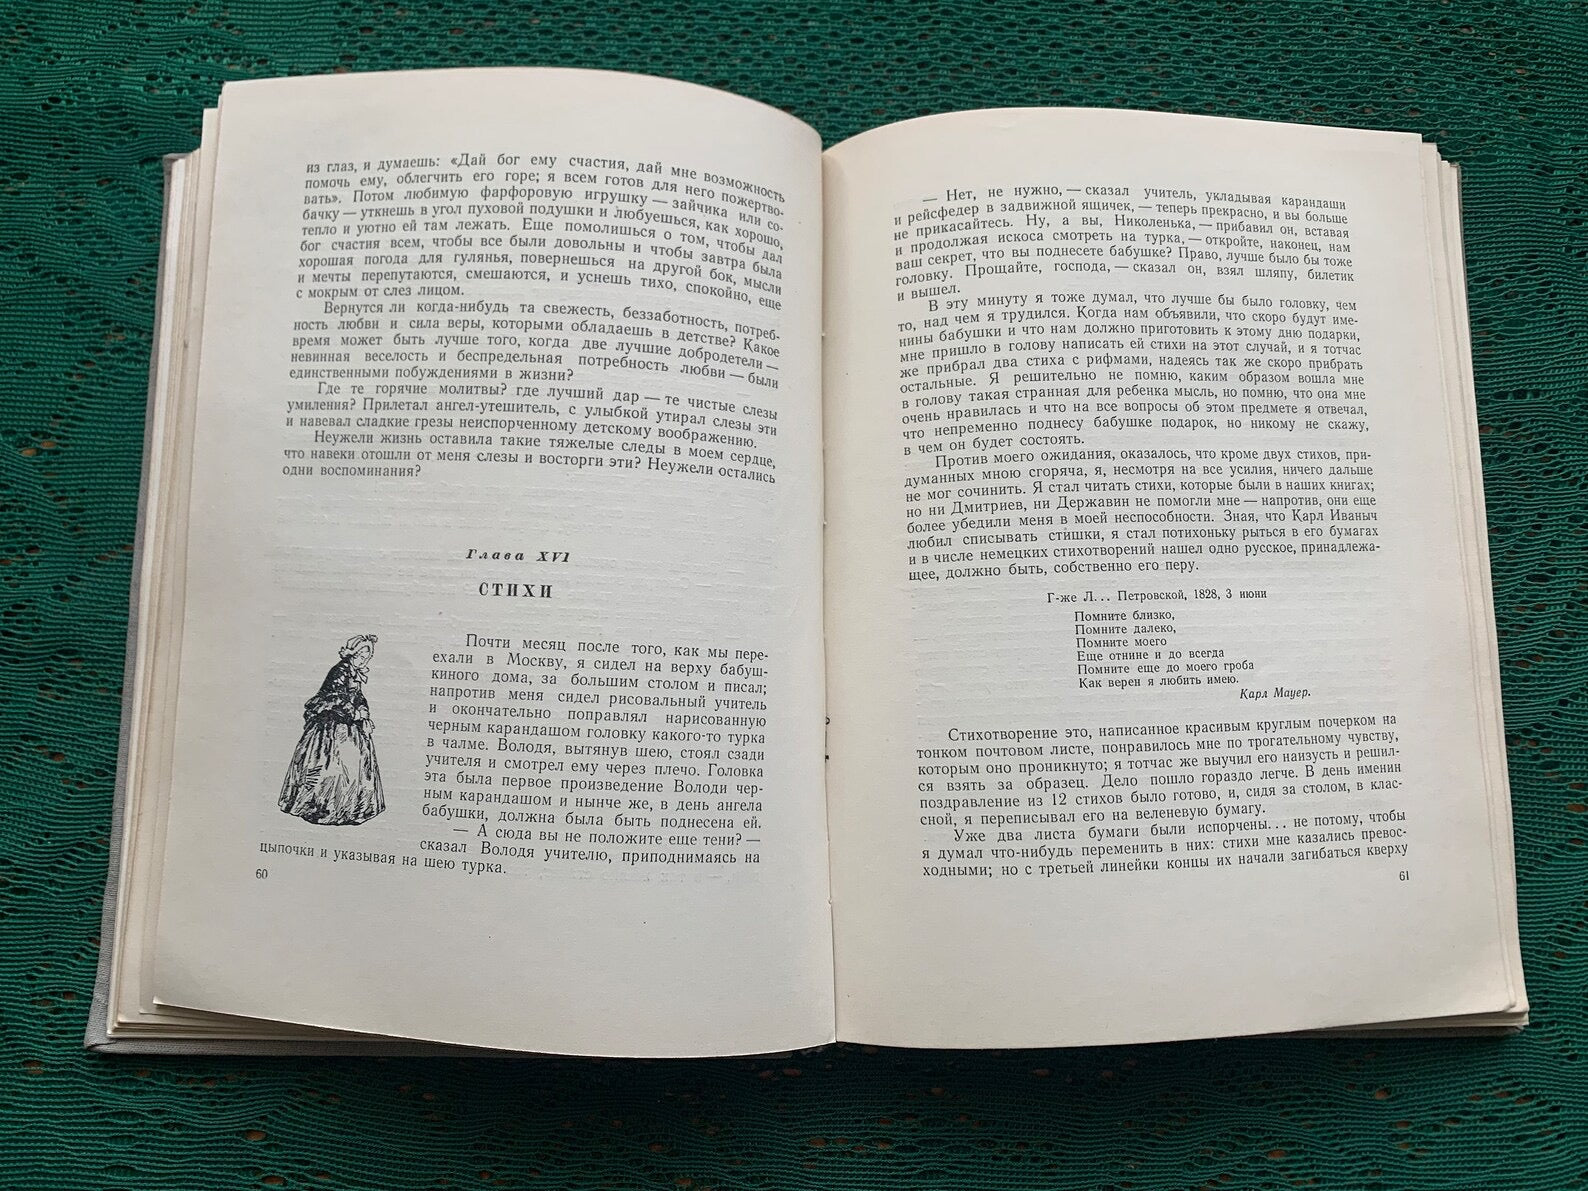 из глаз, и думаешь: «Дай бог ему счастия, дай мне возможность
помочь ему, облегчить его горе; я всем готов для него пожертво-
вать». Потом любимую фарфоровую игрушку — зайчика или со-
бачку — уткнешь в угол пуховой подушки и любуешься, как хорошо,
тепло и уютно ей там лежать. Еще помолишься о том, чтобы дал
бог счастия всем, чтобы все были довольны и чтобы завтра была
хорошая погода для гулянья, повернешься на другой бок, мысли
и мечты перепутаются, смешаются, и уснешь тихо, спокойно, еще
с мокрым от слез лицом.
Вернутся ли когда-нибудь та свежесть, беззаботность, потреб-
ность любви и сила веры, которыми обладаешь в детстве? Какое
время может быть лучше того, когда две лучшие добродетели —
невинная веселость и беспредельная потребность любви — были
единственными побуждениями в жизни?
Где те горячие молитвы? где лучший дар — те чистые слезы
умиления? Прилетал ангел-утешитель, с улыбкой утирал слезы эти
и навевал сладкие грезы неиспорченному детскому воображению.
Неужели жизнь оставила такие тяжелые следы в моем сердце,
что навеки отошли от меня слезы и восторги эти? Неужели остались
одни воспоминания?
Глава XVI
СТИХИ
Почти месяц после того, как мы пере-
ехали в Москву, я сидел на верху бабуш-
киного дома, за большим столом и писал;
напротив меня сидел рисовальный учитель
и окончательно поправлял нарисованную
черным карандашом головку какого-то турка
в чалме. Володя, вытянув шею, стоял сзади
учителя и смотрел ему через плечо. Головка
эта была первое произведение Володи чер-
ным карандашом и нынче же, в день ангела
бабушки, должна была быть поднесена ей.
— А сюда вы не положите еще тени? —
сказал Володя учителю, приподнимаясь на
цыпочки и указывая на шею турка.
60
— Нет, не нужно, — сказал учитель, укладывая карандаши
и рейсфедер в задвижной ящичек, — теперь прекрасно, и вы больше
не прикасайтесь. Ну, а вы, Николенька, — прибавил он, вставая
и продолжая искоса смотреть на турка, — откройте, наконец, нам
ваш секрет, что вы поднесете бабушке? Право, лучше было бы тоже
головку. Прощайте, господа, — сказал он, взял шляпу, билетик
и вышел.
В эту минуту я тоже думал, что лучше бы было головку, чем
то, над чем я трудился. Когда нам объявили, что скоро будут име-
нины бабушки и что нам должно приготовить к этому дню подарки,
мне пришло в голову написать ей стихи на этот случай, и я тотчас
же прибрал два стиха с рифмами, надеясь так же скоро прибрать
остальные. Я решительно не помню, каким образом вошла мне
в голову такая странная для ребенка мысль, но помню, что она мне
очень нравилась и что на все вопросы об этом предмете я отвечал,
что непременно поднесу бабушке подарок, но никому не скажу,
в чем он будет состоять.
Против моего ожидания, оказалось, что кроме двух стихов, при-
думанных мною сгоряча, я, несмотря на все усилия, ничего дальше
не мог сочинить. Я стал читать стихи, которые были в наших книгах;
но ни Дмитриев, ни Державин не помогли мне — напротив, они еще
более убедили меня в моей неспособности. Зная, что Карл Иваныч
любил списывать стишки, я стал потихоньку рыться в его бумагах
и в числе немецких стихотворений нашел одно русское, принадлежа-
щее, должно быть, собственно его перу.
Г-же Л... Петровской, 1828, 3 июни
Помните близко,
Помните далеко,
Помните моего
Еще отнине и до всегда
Помните еще до моего гроба
Как верен я любить имею.
Карл Мауер.
Стихотворение это, написанное красивым круглым почерком на
тонком почтовом листе, понравилось мне по трогательному чувству,
которым оно проникнуто; я тотчас же выучил его наизусть и решил-
ся взять за образец. Дело пошло гораздо легче. В день именин
поздравление из 12 стихов было готово, и, сидя за столом, в клас-
сной, я переписывал его на веленевую бумагу.
Уже два листа бумаги были испорчены... не потому, чтобы
я думал что-нибудь переменить в них: стихи мне казались превос-
ходными; но с третьей линейки концы их начали загибаться кверху
61